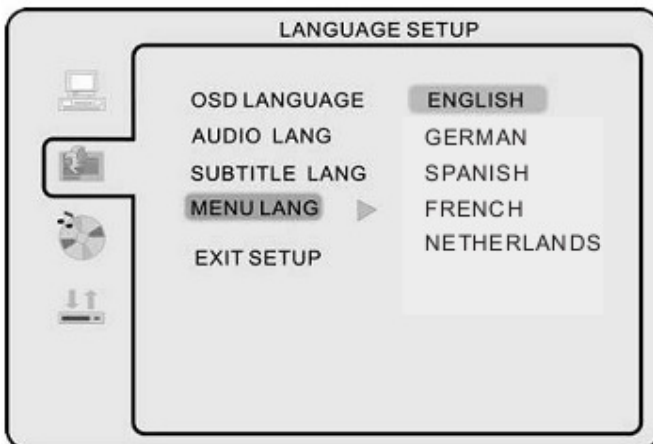 LANGUAGE SETUP
OSD LANGUAGE ENGLISH
AUDIO LANG GERMAN
SUBTITLE LANG SPANISH
MENU LANG FRENCH
NETHERLANDS
EXIT SETUP